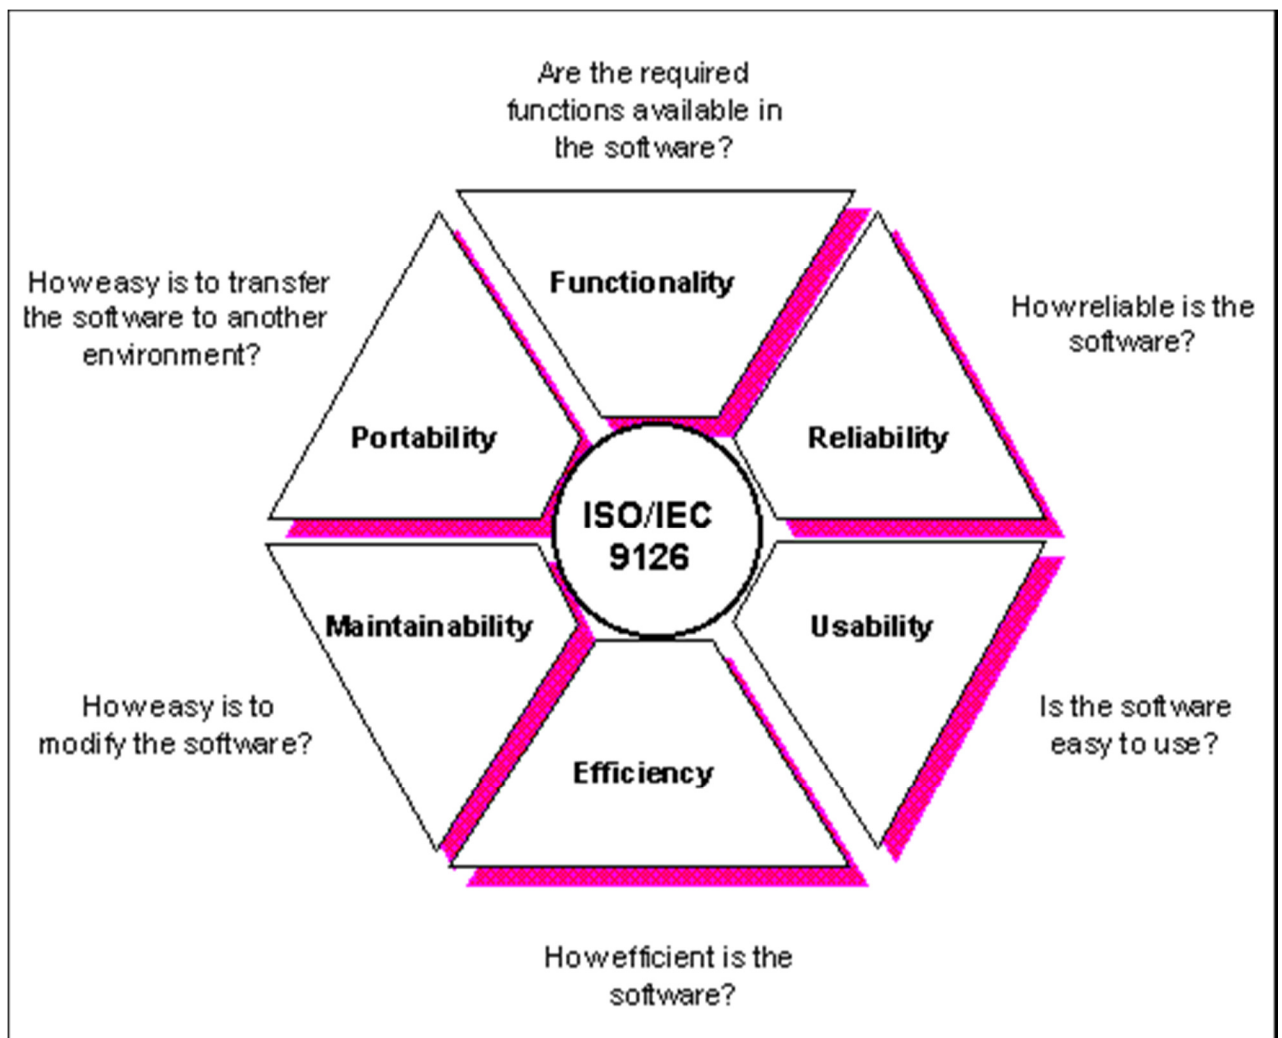 Are the required
functions available in
the software?
Functionality
How easy is to transfer
the software to another
environment?
How reliable is the
software?
Portability
Reliability
ISO/IEC
9126
Maintainability
Usability
How easy is to
modify the software?
Is the software
easy to use?
Efficiency
How efficient is the
software?